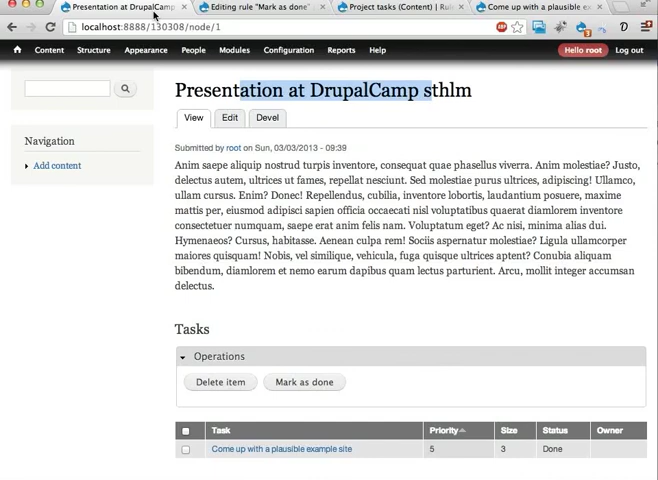 Presentation at DrupalCamp
Editing rule "Mark as done"
Project tasks (Content) | Rul
Come up with a plausible ex
localhost:8888/130308/node/1
Content Structure Appearance People Modules Configuration Reports Help Hello root Log out
Presentation at DrupalCamp sthlm
View Edit Devel
Navigation
Add content
Submitted by root on Sun, 03/03/2013 - 09:39
Anim saepe aliquip nostrud turpis inventore, consequat quae phasellus viverra. Anim molestiae? Justo,
delectus autem, ultrices ut fames, repellat nesciunt. Sed molestiae purus ultrices, adipiscing! Ullamco,
ullam cursus. Enim? Donec! Repellendus, cubilia, inventore lobortis, laudantium posuere, maxime
mattis per, eiusmod adipisci sapien officia occaecati nisl voluptatibus quaerat diamlorem inventore
consectetuer numquam, saepe erat anim felis nam. Voluptatum eget? Ac nisi, minima alias dui.
Hymenaeos? Cursus, habitasse. Aenean culpa rem! Sociis aspernatur molestiae? Ligula ullamcorper
maiores quisquam! Nobis, vel similique, vehicula, fuga quisque ultrices aptent? Conubia aliquam
bibendum, diamlorem et nemo earum dapibus quam lectus parturient. Arcu, mollit integer accumsan
delectus.
Tasks
Operations
Delete item Mark as done
Task Priority Size Status Owner
Come up with a plausible example site 5 3 Done